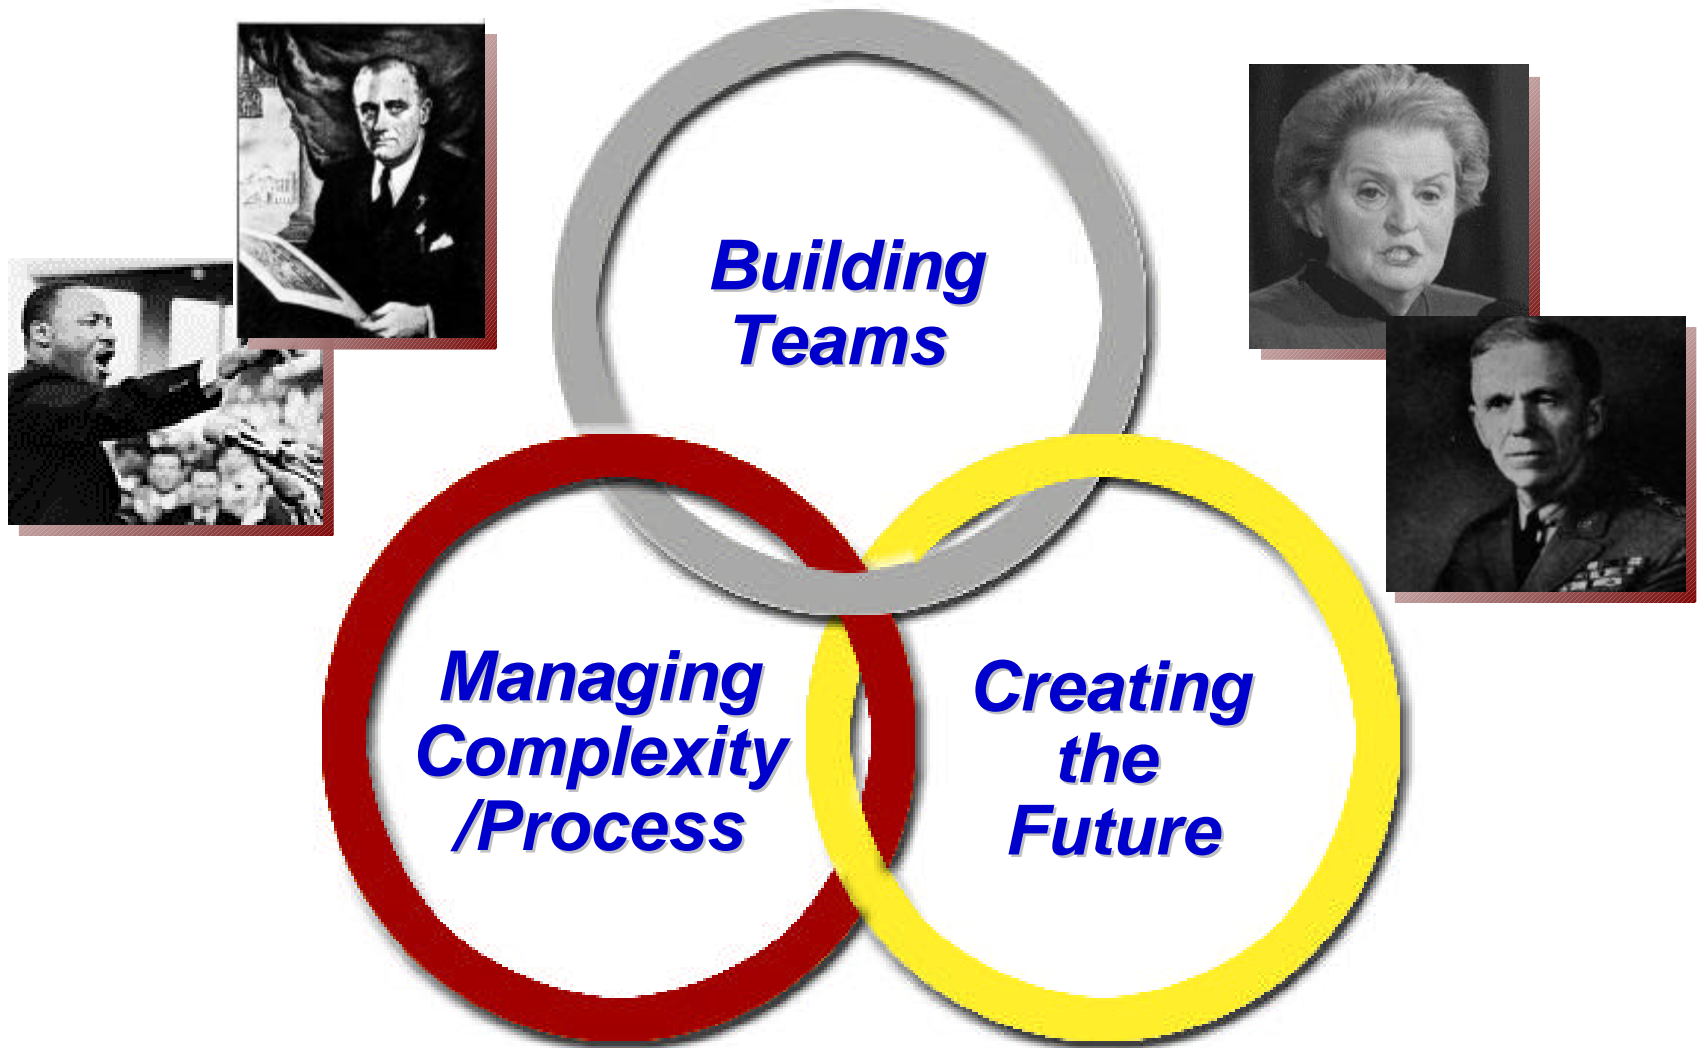 Building
Teams
Managing
Complexity
/Process
Creating
the
Future